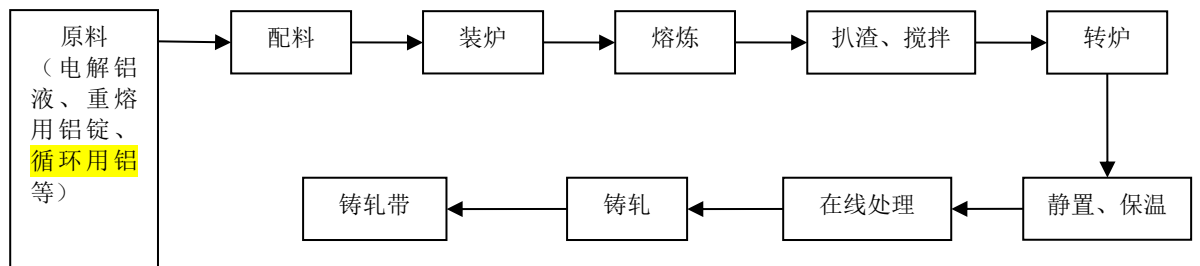 原料
（电解铝
液、重熔
用铝锭、
循环用铝
等）
配料
装炉
熔炼
扒渣、搅拌
转炉
静置、保温
在线处理
铸轧
铸轧带